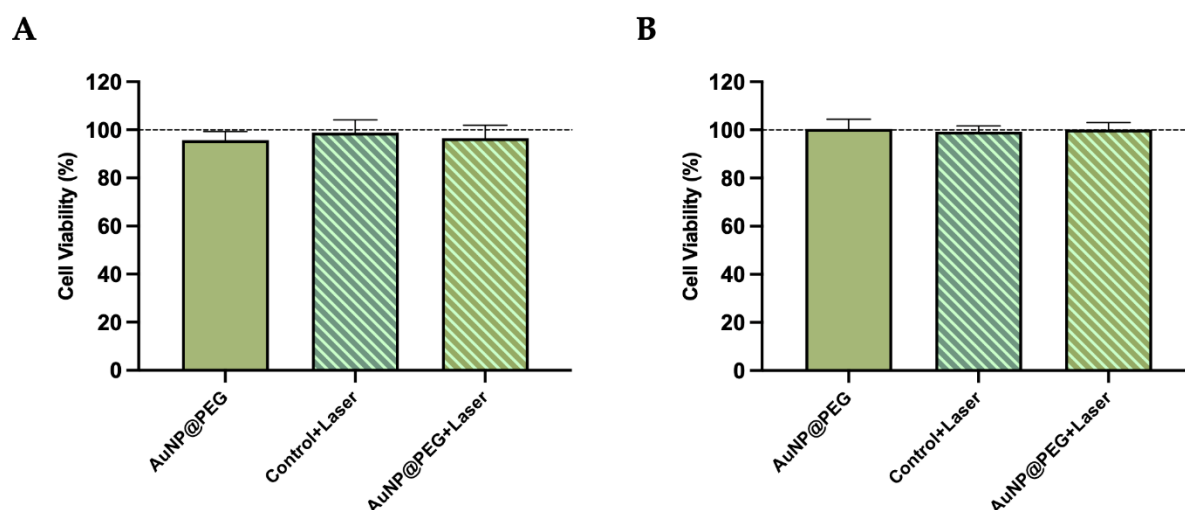 A
B
Cell Viability (%)
120
100
80
60
40
20
0
AuNP@PEG
Control+Laser
AuNP@PEG+Laser
Cell Viability (%)
120
100
80
60
40
20
0
AuNP@PEG
Control+Laser
AuNP@PEG+Laser